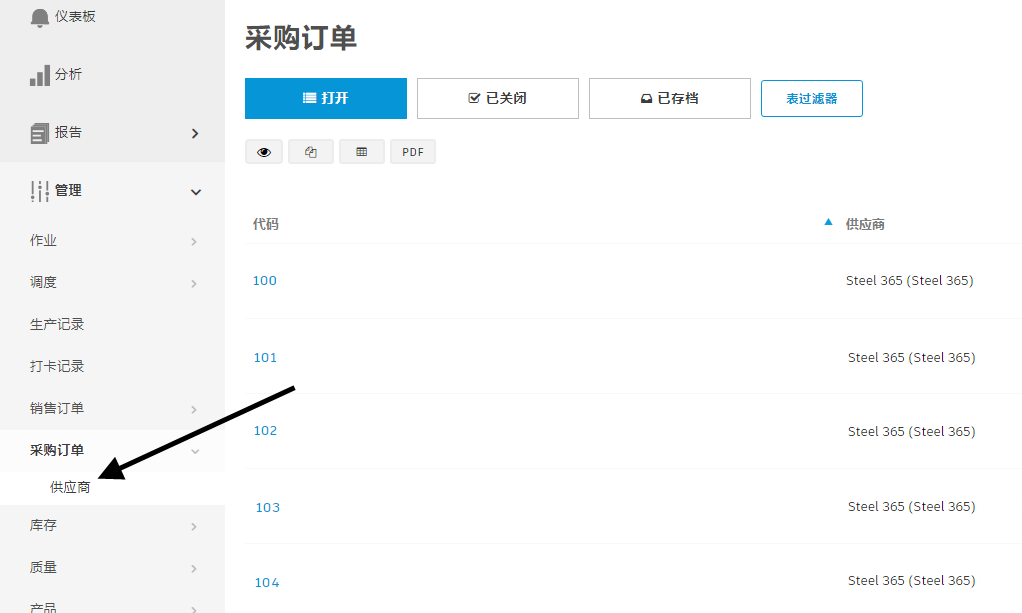 仪表板
分析
报告
管理
作业
调度
生产记录
打卡记录
销售订单
采购订单
供应商
库存
质量
产品
采购订单
打开 已关闭 已存档 表过滤器
PDF
代码 供应商
100 Steel 365 (Steel 365)
101 Steel 365 (Steel 365)
102 Steel 365 (Steel 365)
103 Steel 365 (Steel 365)
104 Steel 365 (Steel 365)